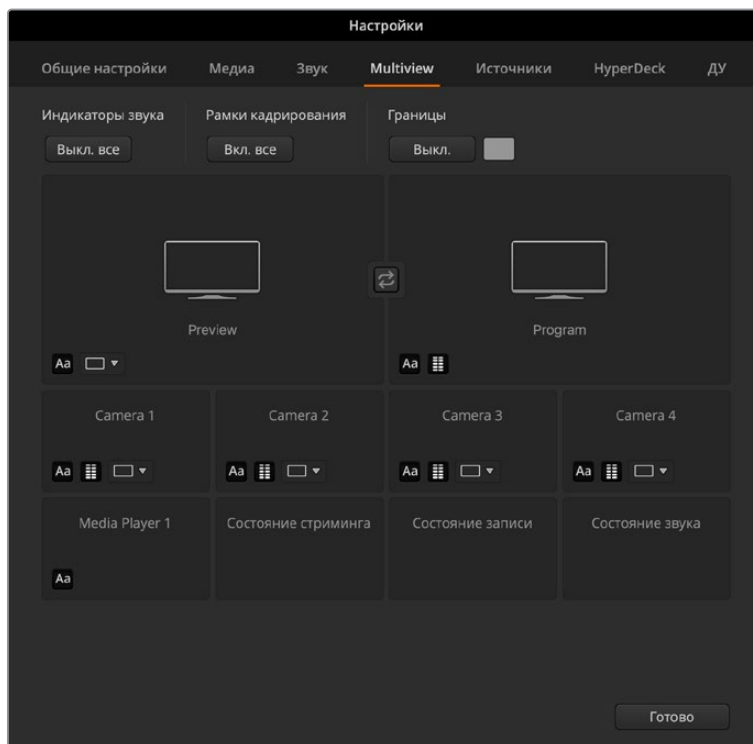 Настройки
Общие настройки Медиа Звук Multiview Источники HyperDeck ДУ
Индикаторы звука Рамки кадрирования Границы
Выкл. все Вкл. все Выкл.
Preview Program
Aa Aa
Camera 1 Camera 2 Camera 3 Camera 4
Aa Aa Aa Aa
Media Player 1 Состояние стриминга Состояние записи Состояние звука
Aa
Готово